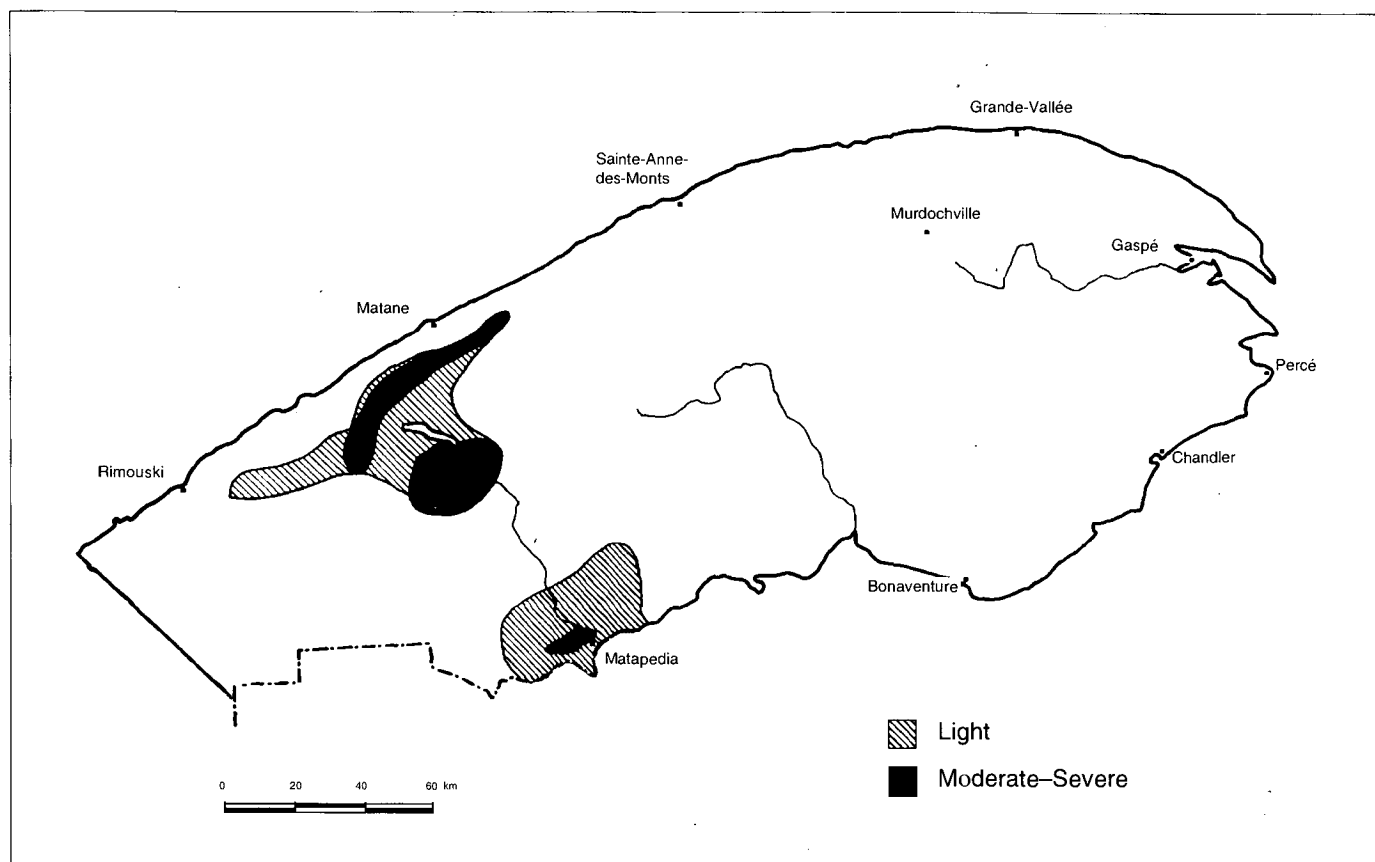 Grande-Vallée
Sainte-Anne-
des-Monts
Murdochville
Gaspé
Matane
Percé
Chandler
Rimouski
Bonaventure
Matapedia
Light
Moderate–Severe
0 20 40 60 km